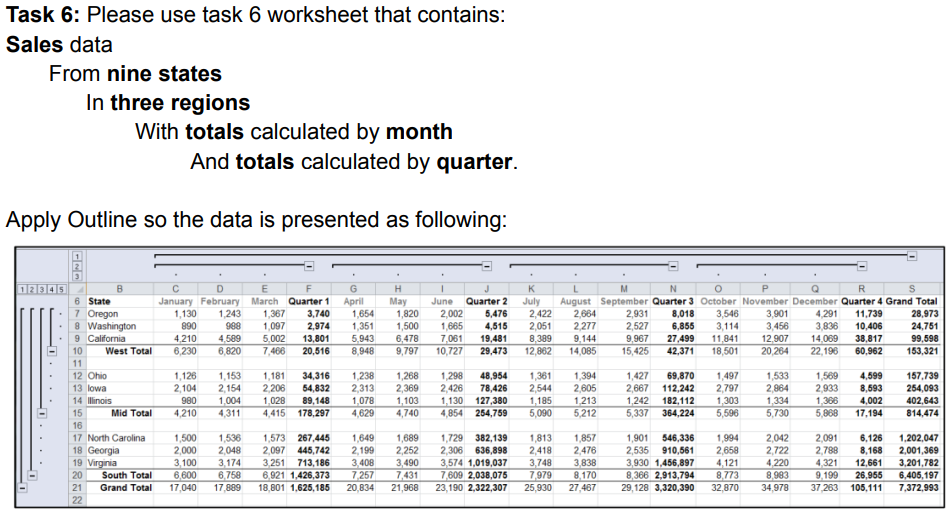 Task 6: Please use task 6 worksheet that contains:
Sales data
From nine states
In three regions
With totals calculated by month
And totals calculated by quarter.
Apply Outline so the data is presented as following:
1
2
3
1 2 3 4 5 B C D E F G H I J K L M N O P Q R S
6 State January February March Quarter 1 April May June Quarter 2 July August September Quarter 3 October November December Quarter 4 Grand Total
7 Oregon 1,130 1,243 1,367 3,740 1,654 1,820 2,002 5,476 2,422 2,664 2,931 8,018 3,546 3,901 4,291 11,739 28,973
8 Washington 890 988 1,097 2,974 1,351 1,500 1,665 4,515 2,051 2,277 2,527 6,855 3,114 3,456 3,836 10,406 24,751
9 California 4,210 4,589 5,002 13,801 5,943 6,478 7,061 19,481 8,389 9,144 9,967 27,499 11,841 12,907 14,069 38,817 99,598
10 West Total 6,230 6,820 7,466 20,516 8,948 9,797 10,727 29,473 12,862 14,085 15,425 42,371 18,501 20,264 22,196 60,962 153,321
11
12 Ohio 1,126 1,153 1,181 34,316 1,238 1,268 1,298 48,954 1,361 1,394 1,427 69,870 1,497 1,533 1,569 4,599 157,739
13 Iowa 2,104 2,154 2,206 54,832 2,313 2,369 2,426 78,426 2,544 2,605 2,667 112,242 2,797 2,864 2,933 8,593 254,093
14 Illinois 980 1,004 1,028 89,148 1,078 1,103 1,130 127,380 1,185 1,213 1,242 182,112 1,303 1,334 1,366 4,002 402,643
15 Mid Total 4,210 4,311 4,415 178,297 4,629 4,740 4,854 254,759 5,090 5,212 5,337 364,224 5,596 5,730 5,868 17,194 814,474
16
17 North Carolina 1,500 1,536 1,573 267,445 1,649 1,689 1,729 382,139 1,813 1,857 1,901 546,336 1,994 2,042 2,091 6,126 1,202,047
18 Georgia 2,000 2,048 2,097 445,742 2,199 2,252 2,306 636,898 2,418 2,476 2,535 910,561 2,658 2,722 2,788 8,168 2,001,369
19 Virginia 3,100 3,174 3,251 713,186 3,408 3,490 3,574 1,019,037 3,748 3,838 3,930 1,456,897 4,121 4,220 4,321 12,661 3,201,782
20 South Total 6,600 6,758 6,921 1,426,373 7,257 7,431 7,609 2,038,075 7,979 8,170 8,366 2,913,794 8,773 8,983 9,199 26,955 6,405,197
21 Grand Total 17,040 17,889 18,801 1,625,185 20,834 21,968 23,190 2,322,307 25,930 27,467 29,128 3,320,390 32,870 34,978 37,263 105,111 7,372,993
22